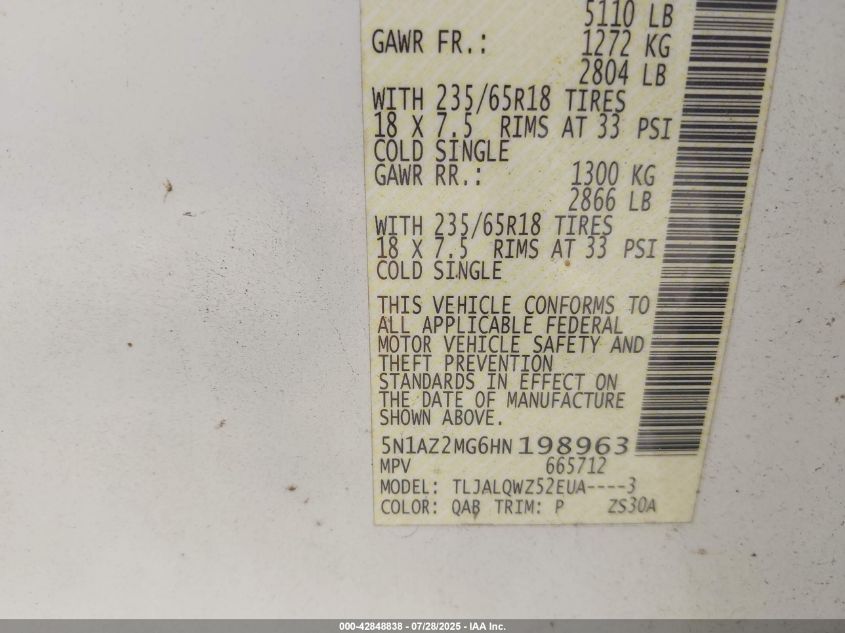 5110 LB
GAWR FR.: 1272 KG
2804 LB
WITH 235/65R18 TIRES
18 X 7.5 RIMS AT 33 PSI
COLD SINGLE
GAWR RR.: 1300 KG
2866 LB
WITH 235/65R18 TIRES
18 X 7.5 RIMS AT 33 PSI
COLD SINGLE
THIS VEHICLE CONFORMS TO
ALL APPLICABLE FEDERAL
MOTOR VEHICLE SAFETY AND
THEFT PREVENTION
STANDARDS IN EFFECT ON
THE DATE OF MANUFACTURE
SHOWN ABOVE.
5N1AZ2MG6HN198963
MPV 665712
MODEL: TLJALQWZ52EUA----3
COLOR: QAB TRIM: P ZS30A
000-42848838 - 07/28/2025 - IAA Inc.